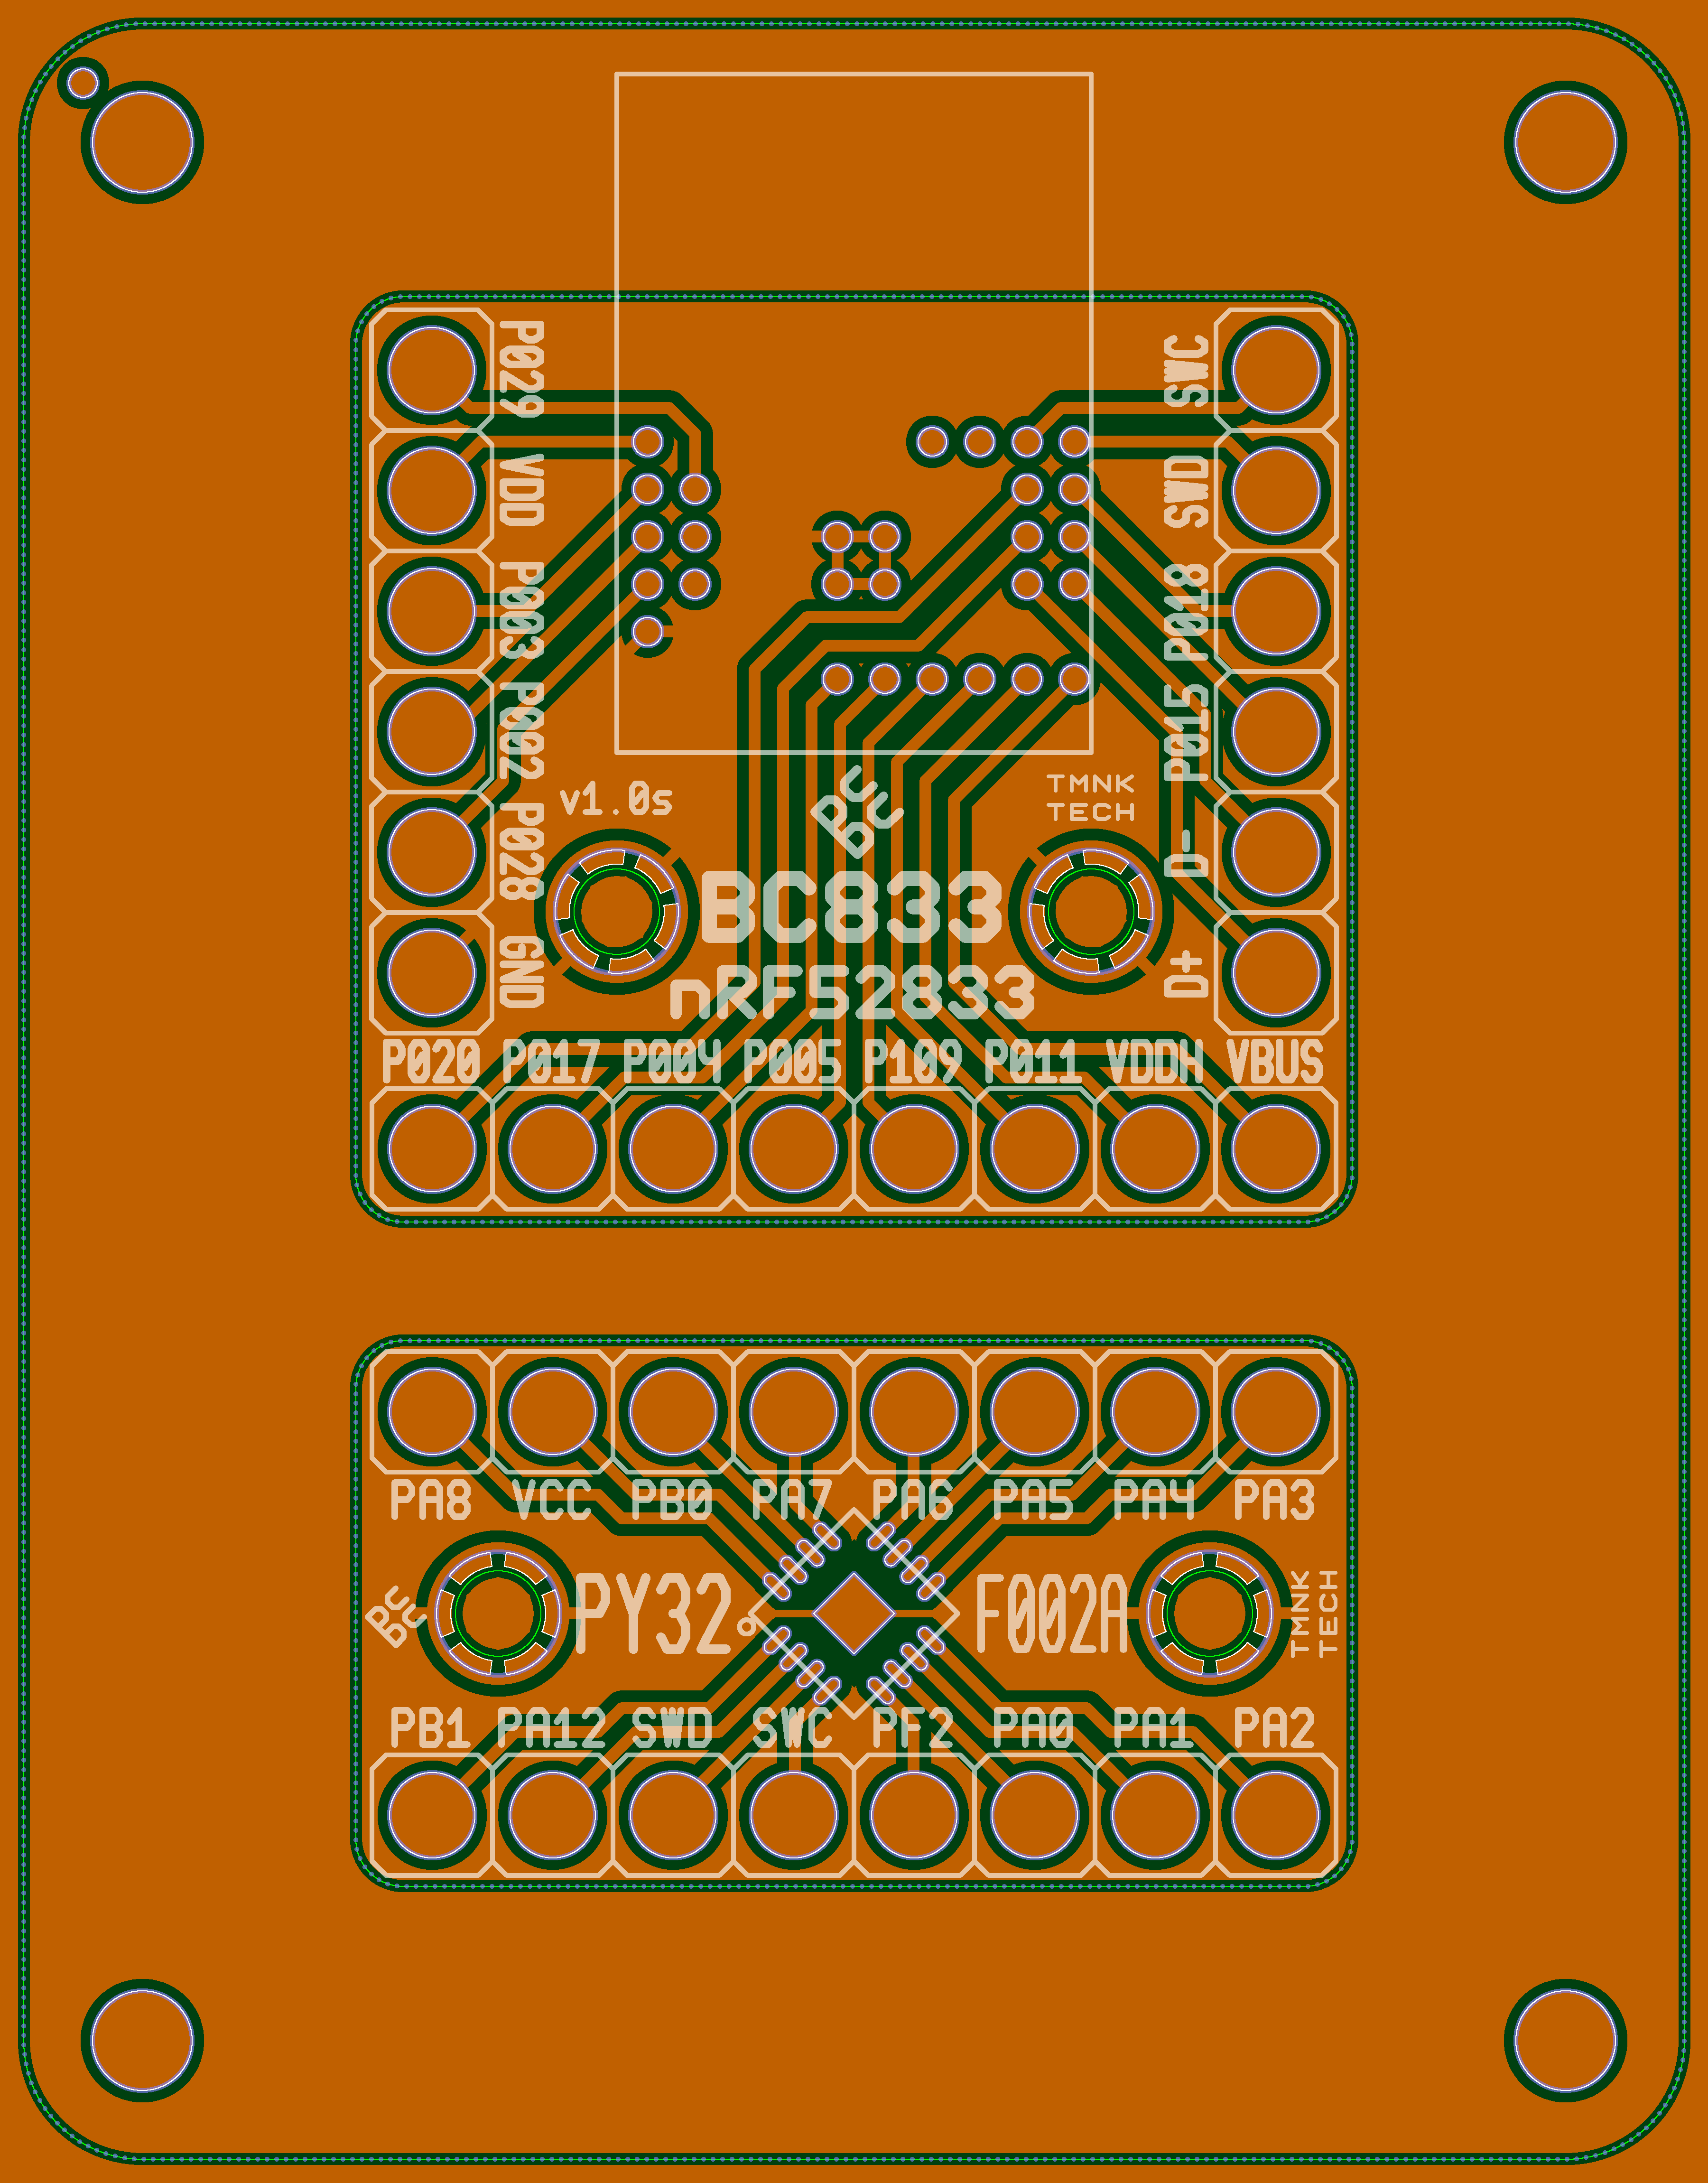 P029
VDD
P003
P002
P028
GND
SWC
SWD
P018
P015
D-
D+
v1.0s
TMNK
TECH
BC833
nRF52833
P020 P017 P004 P005 P109 P011 VDDH VBUS
PA8 VCC PB0 PA7 PA6 PA5 PA4 PA3
PY32 F002A
TMNK
TECH
PB1 PA12 SWD SWC PF2 PA0 PA1 PA2